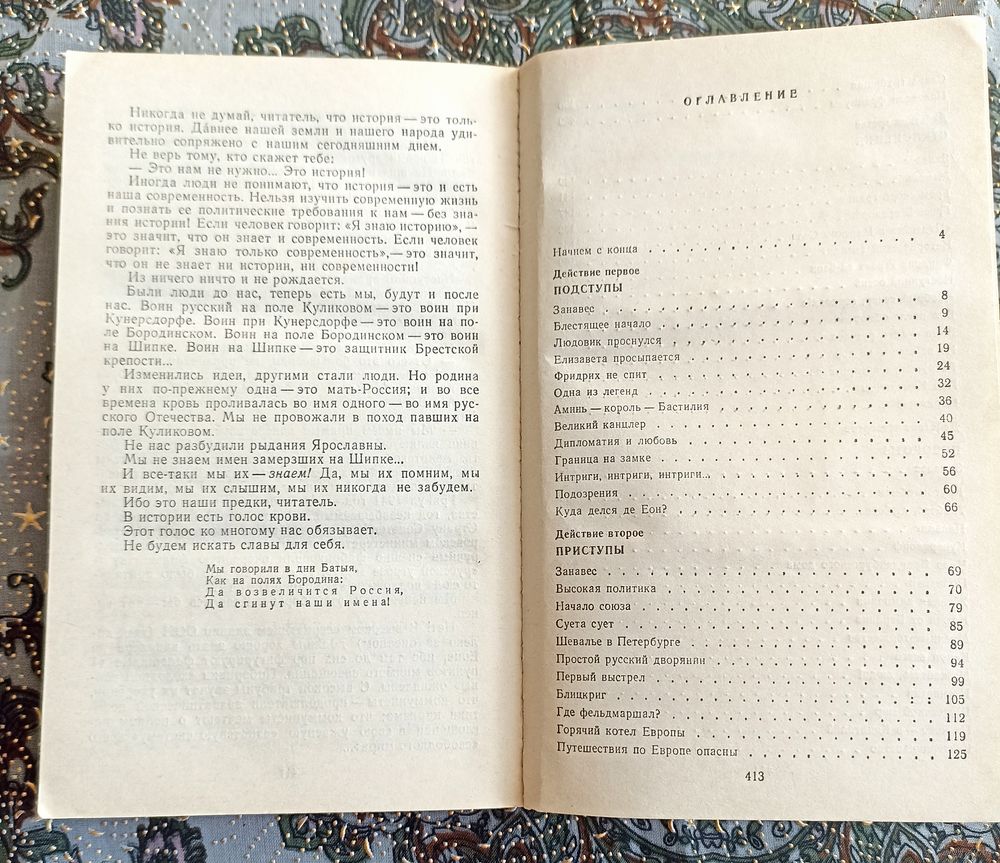 Никогда не думай, читатель, что история — это толь-
ко история. Да́внее нашей земли и нашего народа уди-
вительно сопряжено с нашим сегодняшним днем.
Не верь тому, кто скажет тебе:
— Это нам не нужно... Это история!
Иногда люди не понимают, что история — это и есть
наша современность. Нельзя изучить современную жизнь
и познать ее политические требования к нам — без зна-
ния истории! Если человек говорит: «Я знаю историю», —
это значит, что он знает и современность. Если человек
говорит: «Я знаю только современность», — это значит,
что он не знает ни истории, ни современности!
Из ничего ничто и не рождается.
Были люди до нас, теперь есть мы, будут и после
нас. Воин русский на поле Куликовом — это воин при
Кунерсдорфе. Воин при Кунерсдорфе — это воин на по-
ле Бородинском. Воин на поле Бородинском — это воин
на Шипке. Воин на Шипке — это защитник Брестской
крепости...
Изменились идеи, другими стали люди. Но родина
у них по-прежнему одна — это мать-Россия; и во все
времена кровь проливалась во имя одного — во имя рус-
ского Отечества. Мы не провожали в поход павших на
поле Куликовом.
Не нас разбудили рыдания Ярославны.
Мы не знаем имен замерзших на Шипке...
И все-таки мы их — знаем! Да, мы их помним, мы
их видим, мы их слышим, мы их никогда не забудем.
Ибо это наши предки, читатель.
В истории есть голос крови.
Этот голос ко многому нас обязывает.
Не будем искать славы для себя.
Мы говорили в дни Батыя,
Как на полях Бородина:
Да возвеличится Россия,
Да сгинут наши имена!
ОГЛАВЛЕНИЕ
Начнем с конца 4
Действие первое
ПОДСТУПЫ
Занавес 8
Блестящее начало 9
Людовик проснулся 14
Елизавета просыпается 19
Фридрих не спит 24
Одна из легенд 32
Аминь — король — Бастилия 36
Великий канцлер 40
Дипломатия и любовь 45
Граница на замке 52
Интриги, интриги, интриги... 56
Подозрения 60
Куда делся де Еон? 66
Действие второе
ПРИСТУПЫ
Занавес 69
Высокая политика 70
Начало союза 79
Суета сует 85
Шевалье в Петербурге 89
Простой русский дворянин 94
Первый выстрел 99
Блицкриг 105
Где фельдмаршал? 112
Горячий котел Европы 119
Путешествия по Европе опасны 125
413